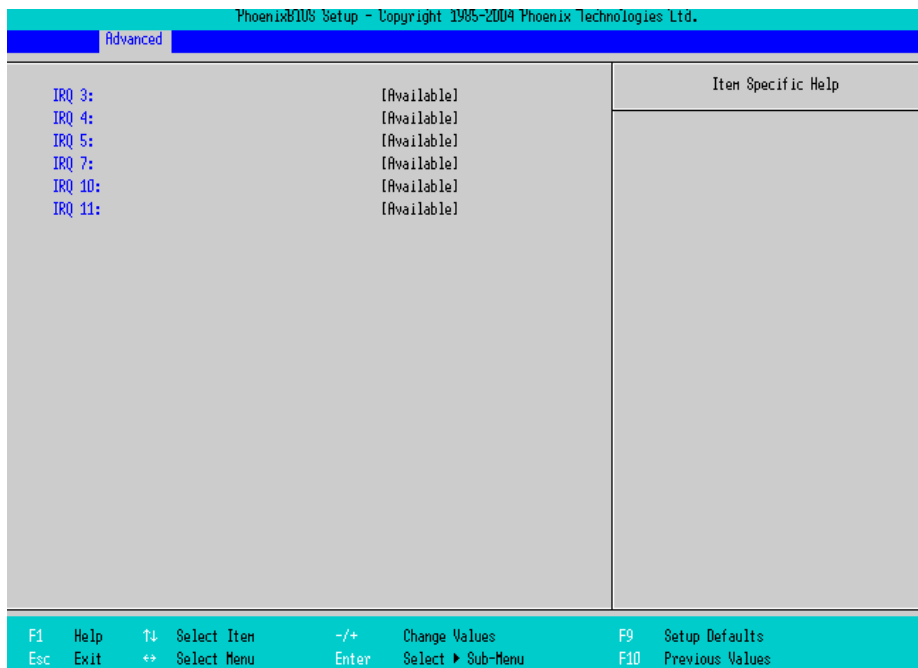 PhoenixBIOS Setup - Copyright 1985-2004 Phoenix Technologies Ltd.
Advanced
IRQ 3: [Available]
IRQ 4: [Available]
IRQ 5: [Available]
IRQ 7: [Available]
IRQ 10: [Available]
IRQ 11: [Available]
Item Specific Help
F1 Help ↑↓ Select Item -/+ Change Values F9 Setup Defaults
Esc Exit ↔ Select Menu Enter Select ▶ Sub-Menu F10 Previous Values